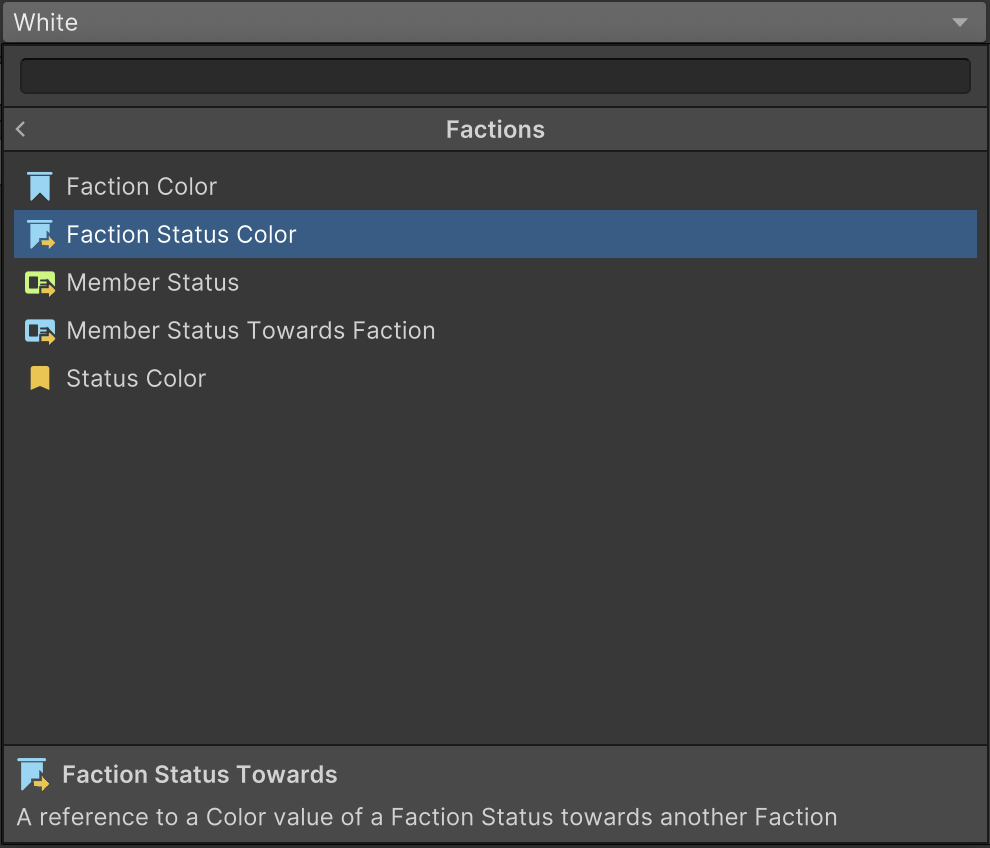 White
Factions
Faction Color
Faction Status Color
Member Status
Member Status Towards Faction
Status Color
Faction Status Towards
A reference to a Color value of a Faction Status towards another Faction